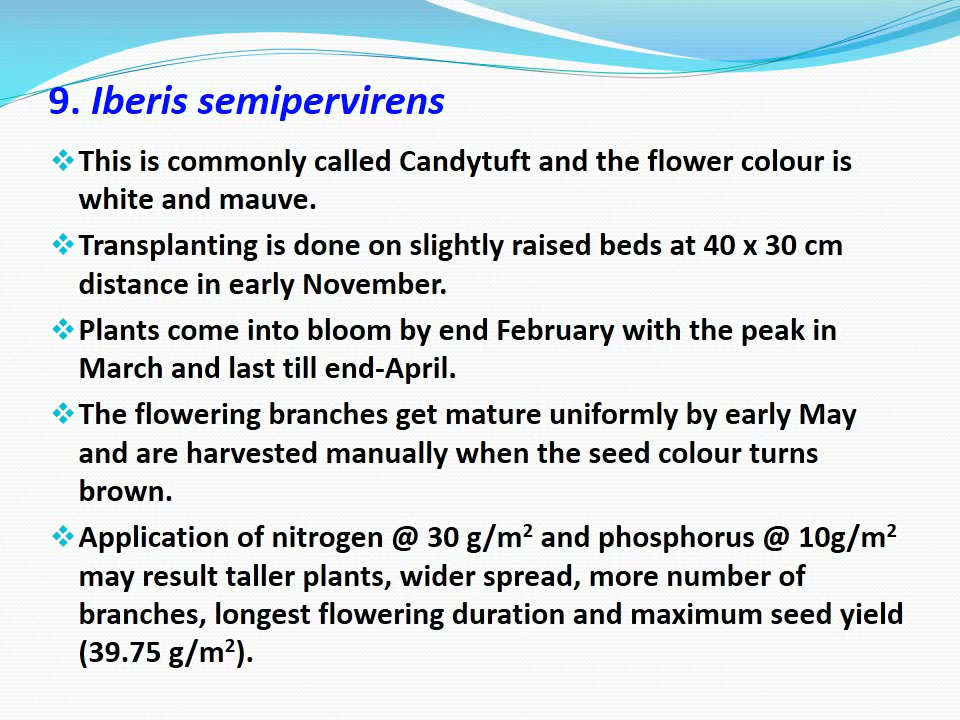 9. Iberis semipervirens
❖This is commonly called Candytuft and the flower colour is
white and mauve.
❖Transplanting is done on slightly raised beds at 40 x 30 cm
distance in early November.
❖Plants come into bloom by end February with the peak in
March and last till end-April.
❖The flowering branches get mature uniformly by early May
and are harvested manually when the seed colour turns
brown.
❖Application of nitrogen @ 30 g/m² and phosphorus @ 10g/m²
may result taller plants, wider spread, more number of
branches, longest flowering duration and maximum seed yield
(39.75 g/m²).